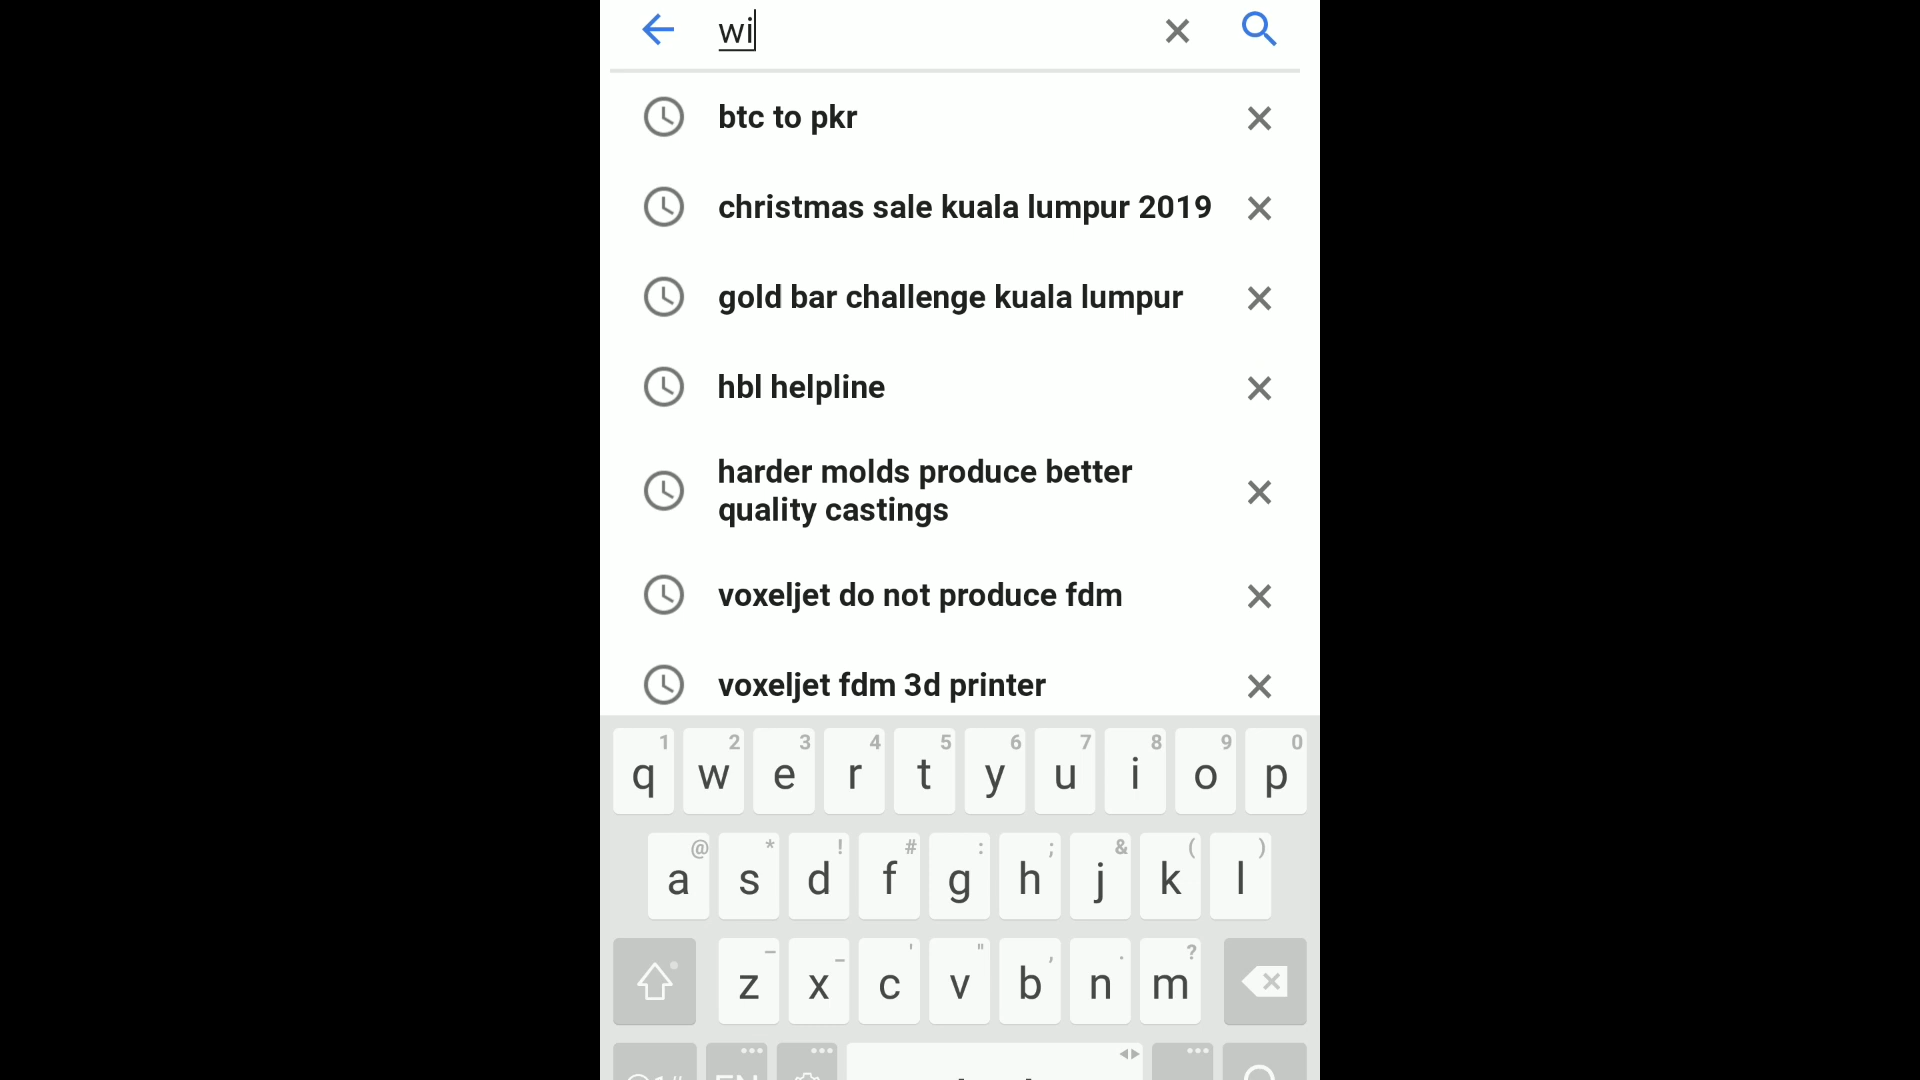 wi
btc to pkr
christmas sale kuala lumpur 2019
gold bar challenge kuala lumpur
hbl helpline
harder molds produce better
quality castings
voxeljet do not produce fdm
voxeljet fdm 3d printer
1 2 3 4 5 6 7 8 9 0
q w e r t y u i o p
@ * ! # : ; & ( )
a s d f g h j k l
– _ ' " , . ?
z x c v b n m